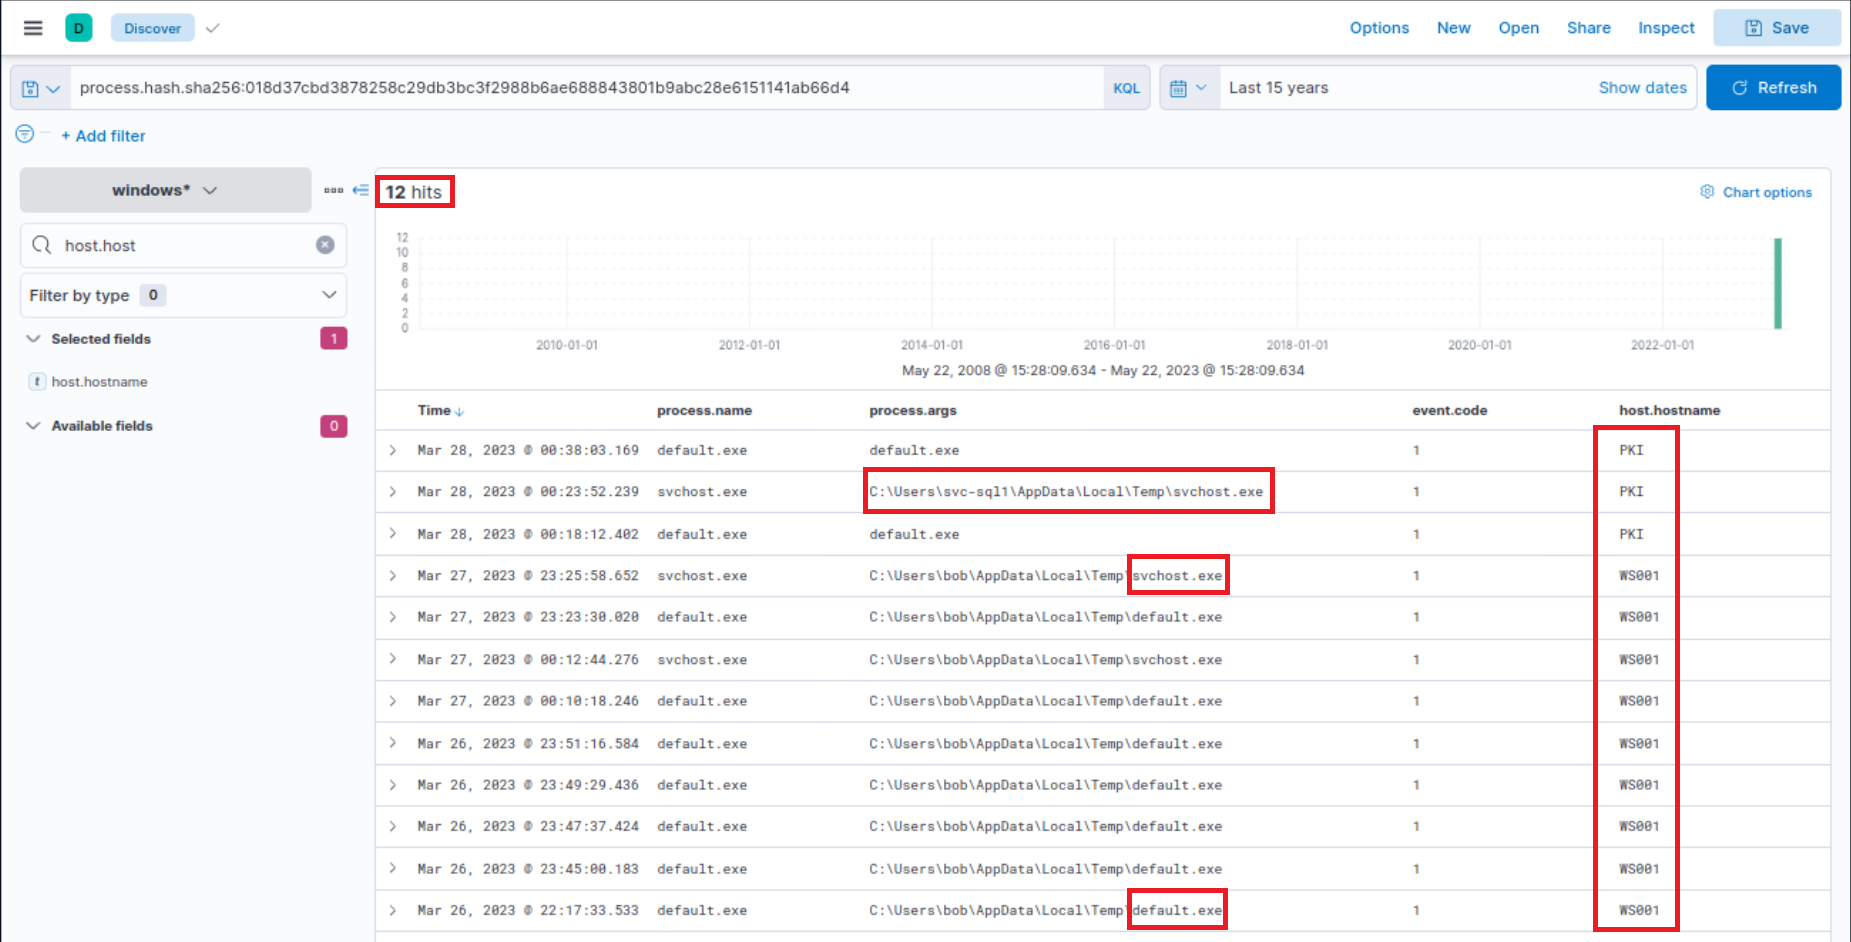 D Discover Options New Open Share Inspect Save
process.hash.sha256:018d37cbd3878258c29db3bc3f2988b6ae688843801b9abc28e6151141ab66d4 KQL Last 15 years Show dates Refresh
+ Add filter
windows*
12 hits
Chart options
host.host
Filter by type 0
Selected fields 1
t host.hostname
Available fields 0
12
10
8
6
4
2
0
2010-01-01 2012-01-01 2014-01-01 2016-01-01 2018-01-01 2020-01-01 2022-01-01
May 22, 2008 @ 15:28:09.634 - May 22, 2023 @ 15:28:09.634
Time process.name process.args event.code host.hostname
Mar 28, 2023 @ 00:38:03.169 default.exe default.exe 1 PKI
Mar 28, 2023 @ 00:23:52.239 svchost.exe C:\Users\svc-sql1\AppData\Local\Temp\svchost.exe 1 PKI
Mar 28, 2023 @ 00:18:12.402 default.exe default.exe 1 PKI
Mar 27, 2023 @ 23:25:58.652 svchost.exe C:\Users\bob\AppData\Local\Temp\svchost.exe 1 WS001
Mar 27, 2023 @ 23:23:30.020 default.exe C:\Users\bob\AppData\Local\Temp\default.exe 1 WS001
Mar 27, 2023 @ 00:12:44.276 svchost.exe C:\Users\bob\AppData\Local\Temp\svchost.exe 1 WS001
Mar 27, 2023 @ 00:10:18.246 default.exe C:\Users\bob\AppData\Local\Temp\default.exe 1 WS001
Mar 26, 2023 @ 23:51:16.584 default.exe C:\Users\bob\AppData\Local\Temp\default.exe 1 WS001
Mar 26, 2023 @ 23:49:29.436 default.exe C:\Users\bob\AppData\Local\Temp\default.exe 1 WS001
Mar 26, 2023 @ 23:47:37.424 default.exe C:\Users\bob\AppData\Local\Temp\default.exe 1 WS001
Mar 26, 2023 @ 23:45:00.183 default.exe C:\Users\bob\AppData\Local\Temp\default.exe 1 WS001
Mar 26, 2023 @ 22:17:33.533 default.exe C:\Users\bob\AppData\Local\Temp\default.exe 1 WS001